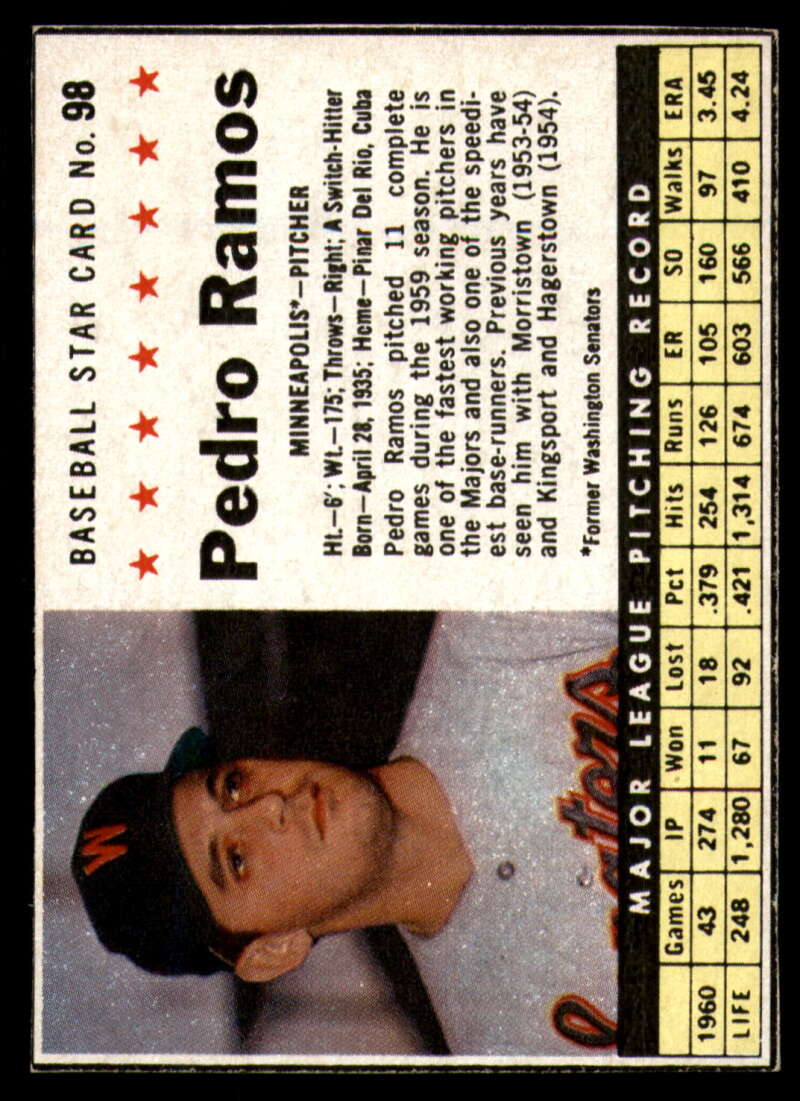 BASEBALL STAR CARD No. 98
★ ★ ★ ★ ★ ★ ★ ★
Pedro Ramos
MINNEAPOLIS*—PITCHER
Ht.—6'; Wt.—175; Throws—Right; A Switch-Hitter
Born—April 28, 1935; Home—Pinar Del Rio, Cuba
Pedro Ramos pitched 11 complete
games during the 1959 season. He is
one of the fastest working pitchers in
the Majors and also one of the speedi-
est base-runners. Previous years have
seen him with Morristown (1953-54)
and Kingsport and Hagerstown (1954).
*Former Washington Senators
W
ators
MAJOR LEAGUE PITCHING RECORD
Games IP Won Lost Pct Hits Runs ER SO Walks ERA
1960 43 274 11 18 .379 254 126 105 160 97 3.45
LIFE 248 1,280 67 92 .421 1,314 674 603 566 410 4.24